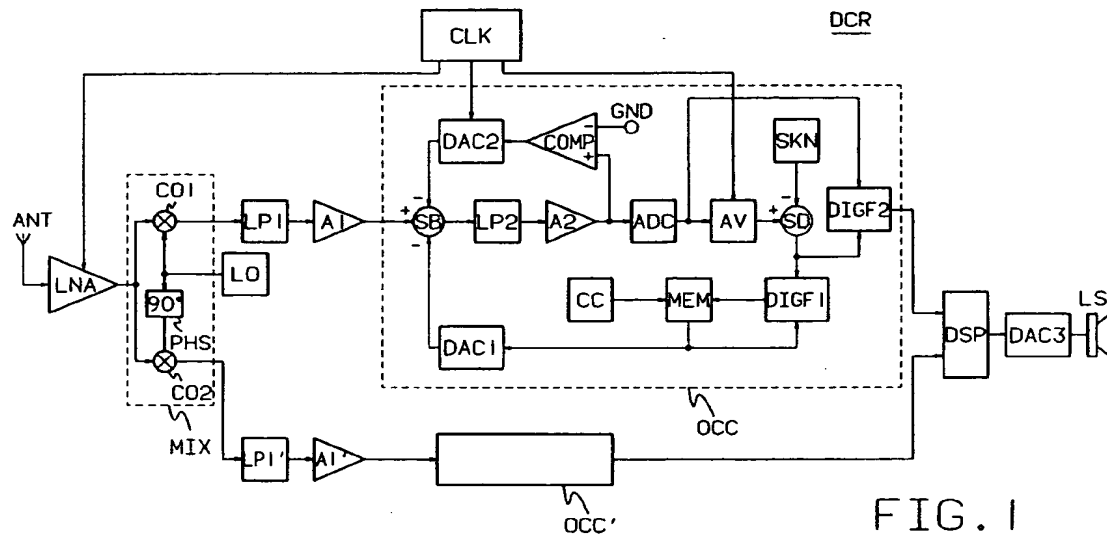 CLK
DCR
GND
DAC2
COMP
-
+
SKN
CO1
ANT
LP1
A1
+
-
SB
-
LP2
A2
ADC
AV
+
-
SD
DIGF2
LNA
LO
90°
PHS
CC
MEM
DIGF1
DSP
DAC3
LS
DAC1
CO2
MIX
OCC
LP1'
A1'
OCC'
FIG. 1